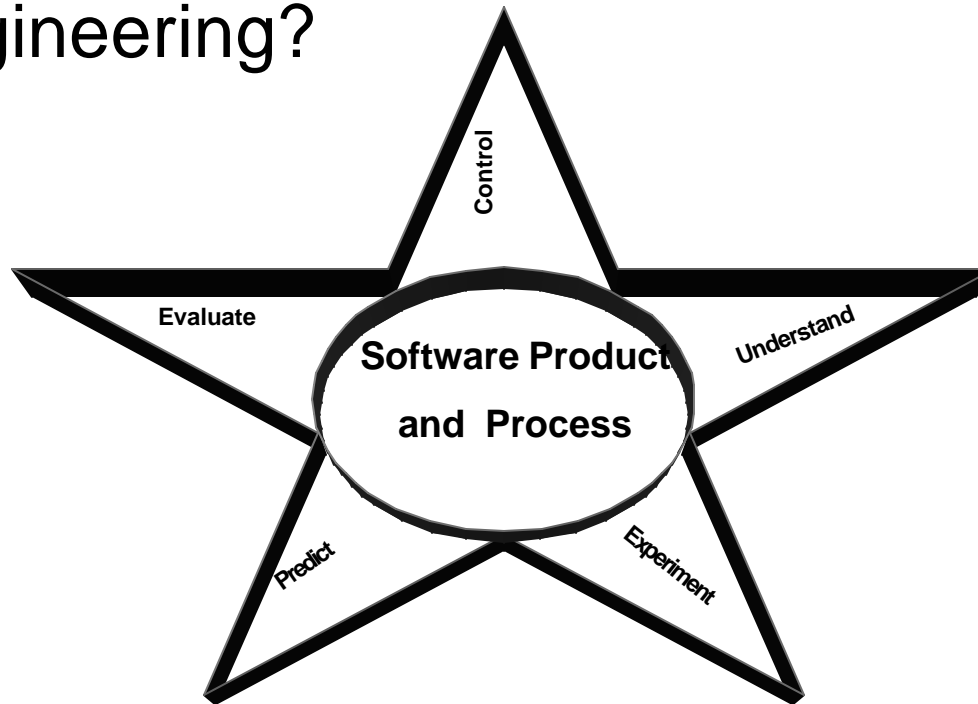 gineering?
Control
Evaluate
Understand
Software Product
and Process
Predict
Experiment